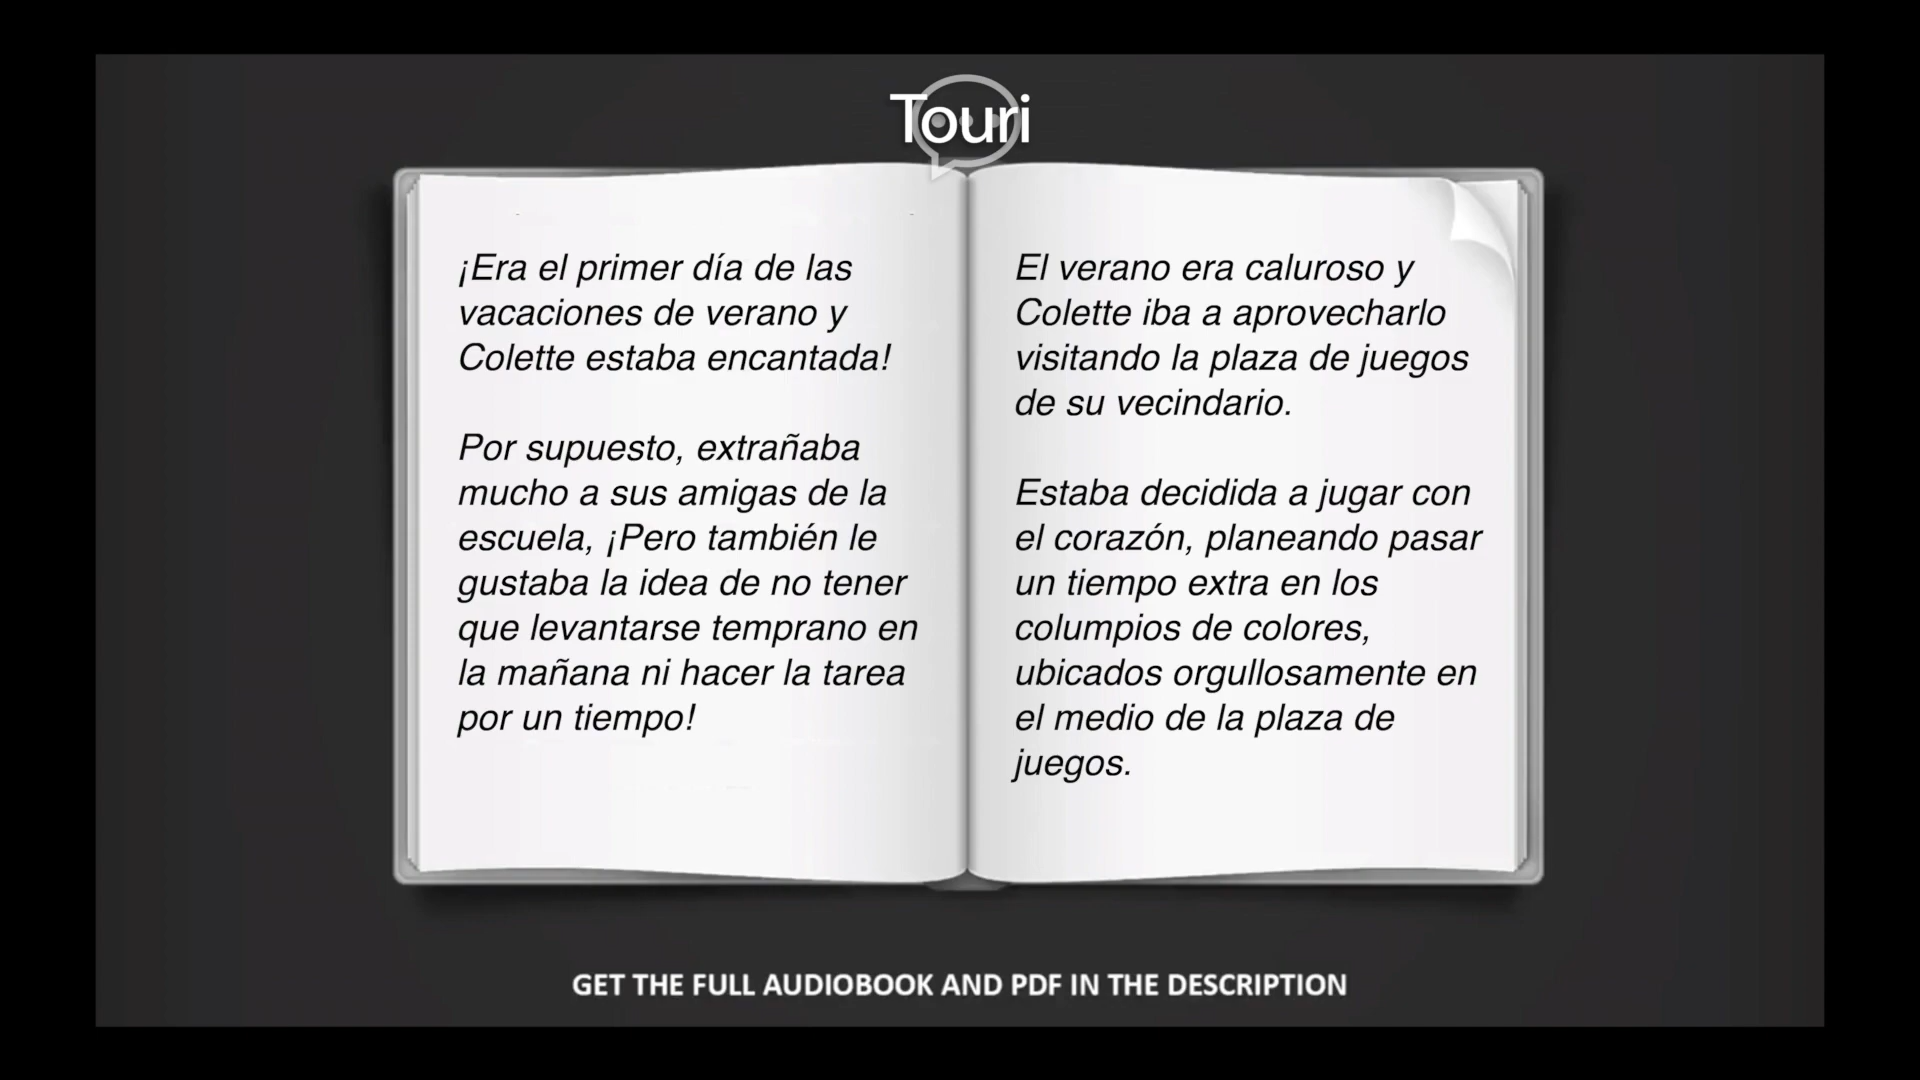 Touri
¡Era el primer día de las
vacaciones de verano y
Colette estaba encantada!
Por supuesto, extrañaba
mucho a sus amigas de la
escuela, ¡Pero también le
gustaba la idea de no tener
que levantarse temprano en
la mañana ni hacer la tarea
por un tiempo!
El verano era caluroso y
Colette iba a aprovecharlo
visitando la plaza de juegos
de su vecindario.
Estaba decidida a jugar con
el corazón, planeando pasar
un tiempo extra en los
columpios de colores,
ubicados orgullosamente en
el medio de la plaza de
juegos.
GET THE FULL AUDIOBOOK AND PDF IN THE DESCRIPTION